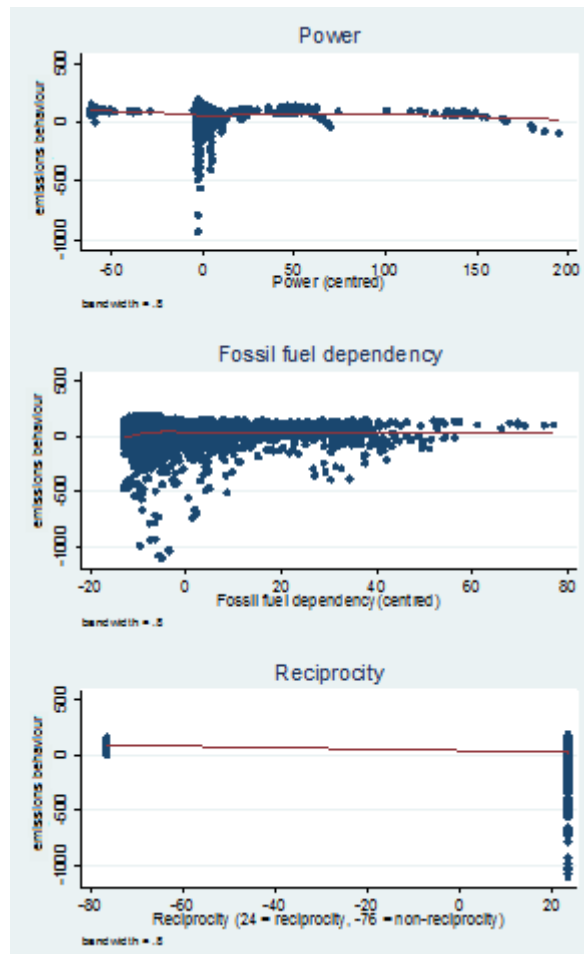 Power
500
0
-500
-1000
emissions behaviour
-50
0
50
100
150
200
Power (centred)
bandwidth = .8
Fossil fuel dependency
500
0
-500
-1000
emissions behaviour
-20
0
20
40
60
80
Fossil fuel dependency (centred)
bandwidth = .8
Reciprocity
500
0
-500
-1000
emissions behaviour
-80
-60
-40
-20
0
20
Reciprocity (24 = reciprocity, -76 = non-reciprocity)
bandwidth = .8